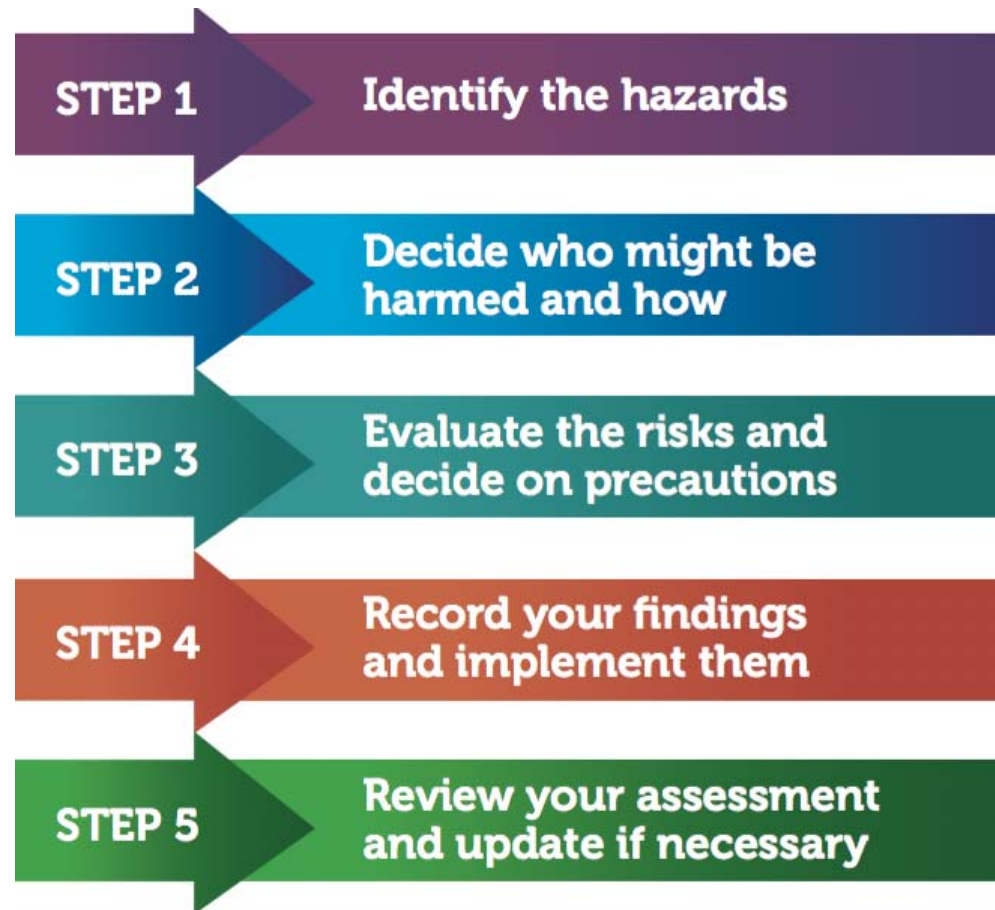 STEP 1
Identify the hazards
STEP 2
Decide who might be
harmed and how
STEP 3
Evaluate the risks and
decide on precautions
STEP 4
Record your findings
and implement them
STEP 5
Review your assessment
and update if necessary